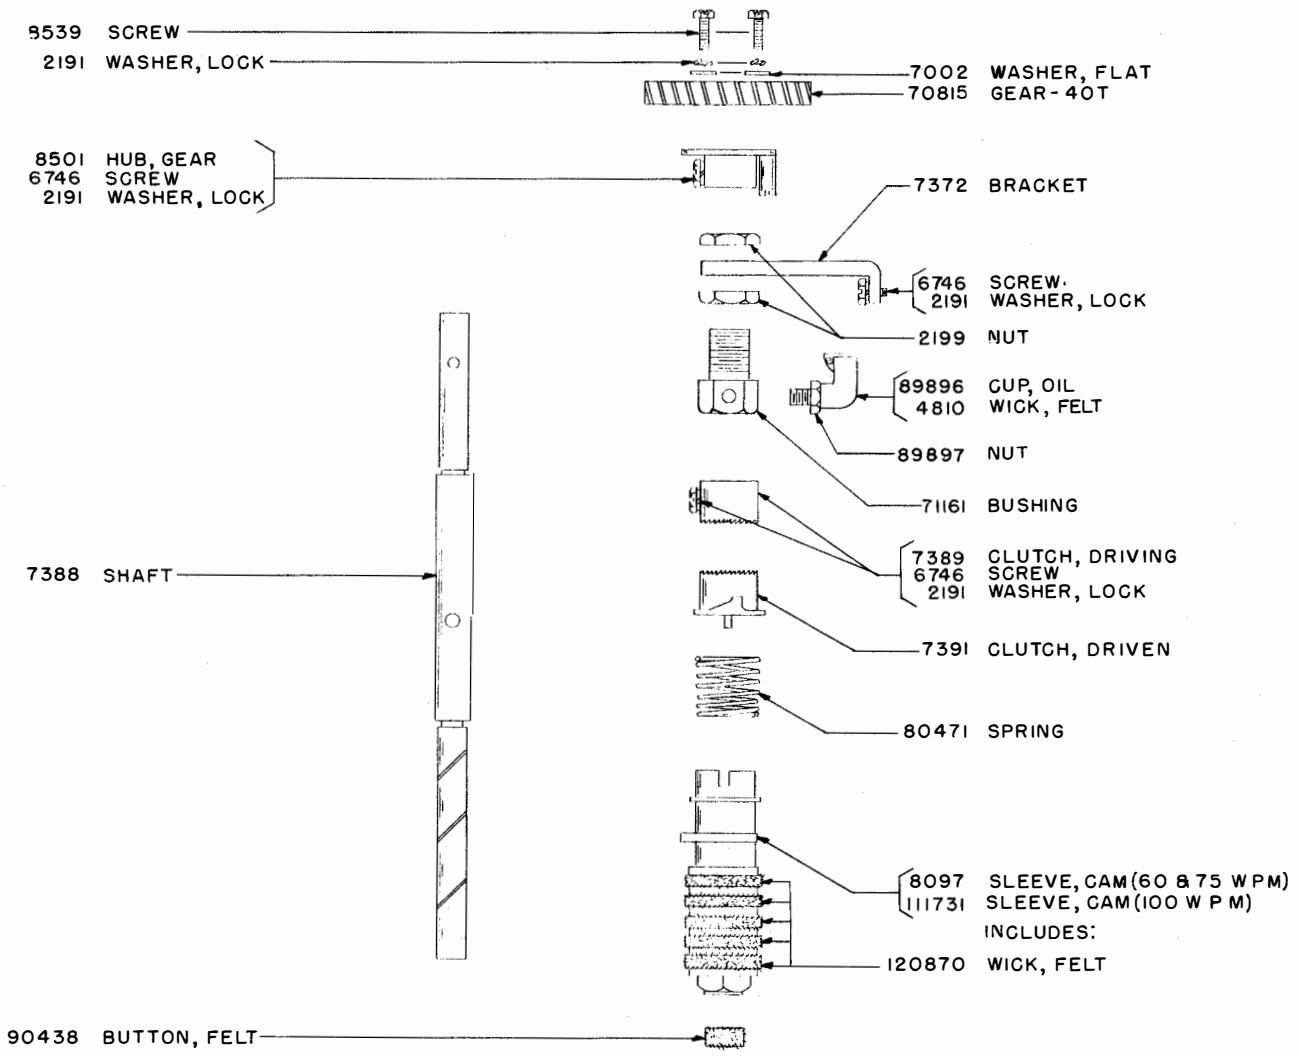 8539 SCREW
2191 WASHER, LOCK
7002 WASHER, FLAT
70815 GEAR-40T
8501 HUB, GEAR
6746 SCREW
2191 WASHER, LOCK
7372 BRACKET
6746 SCREW
2191 WASHER, LOCK
2199 NUT
89896 CUP, OIL
4810 WICK, FELT
89897 NUT
71161 BUSHING
7389 CLUTCH, DRIVING
6746 SCREW
2191 WASHER, LOCK
7388 SHAFT
7391 CLUTCH, DRIVEN
80471 SPRING
8097 SLEEVE, CAM (60 & 75 WPM)
111731 SLEEVE, CAM (100 WPM)
INCLUDES:
120870 WICK, FELT
90438 BUTTON, FELT